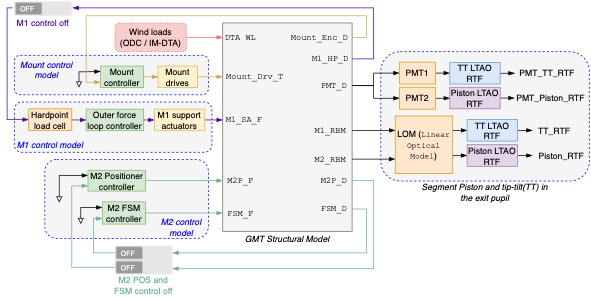 OFF
M1 control off
Wind loads
(ODC / IM-DTA)
DTA WL
Mount_Enc_D
M1_HP_D
Mount control
model
Mount
controller
Mount
drives
Mount_Drv_T
PMT_D
PMT1
TT LTAO
RTF
PMT_TT_RTF
PMT2
Piston LTAO
RTF
PMT_Piston_RTF
Hardpoint
load cell
Outer force
loop controller
M1 support
actuators
M1_SA_F
M1_RBM
M1 control model
LOM (Linear
Optical
Model)
TT LTAO
RTF
TT_RTF
M2_RBM
Piston LTAO
RTF
Piston_RTF
M2 Positioner
controller
M2P_F
M2P_D
Segment Piston and tip-tilt(TT) in
the exit pupil
M2 FSM
controller
FSM_F
FSM_D
M2 control
model
GMT Structural Model
OFF
OFF
M2 POS and
FSM control off